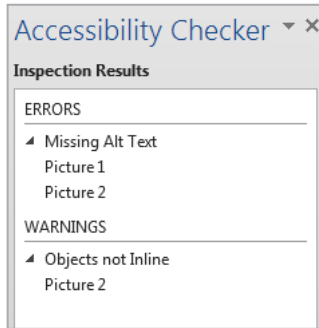 Accessibility Checker
Inspection Results
ERRORS
Missing Alt Text
Picture 1
Picture 2
WARNINGS
Objects not Inline
Picture 2